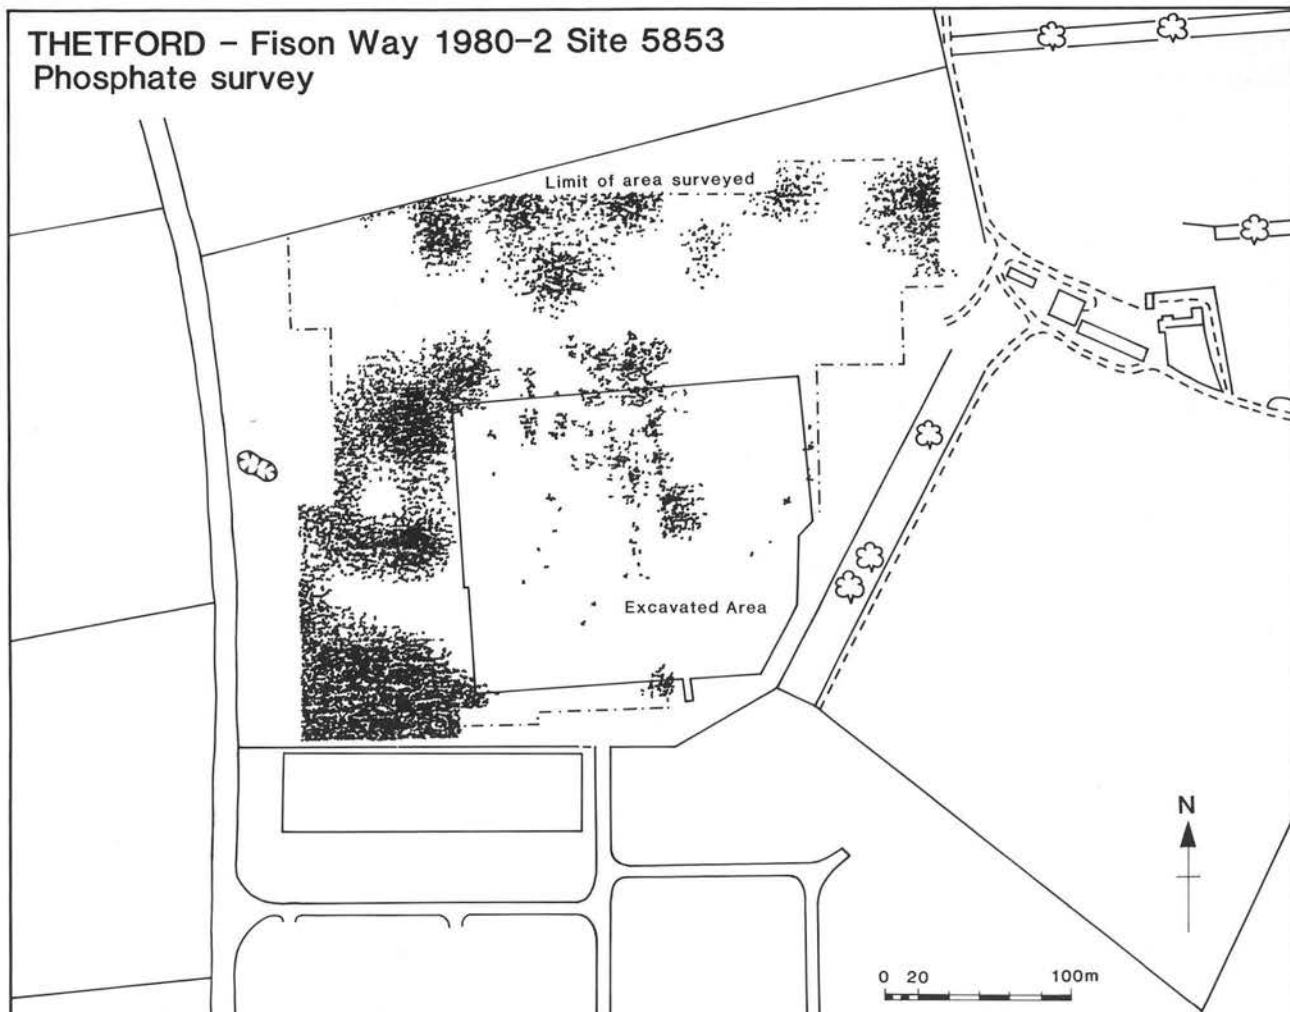 THETFORD – Fison Way 1980–2 Site 5853
Phosphate survey
Limit of area surveyed
Excavated Area
N
0 20 100m